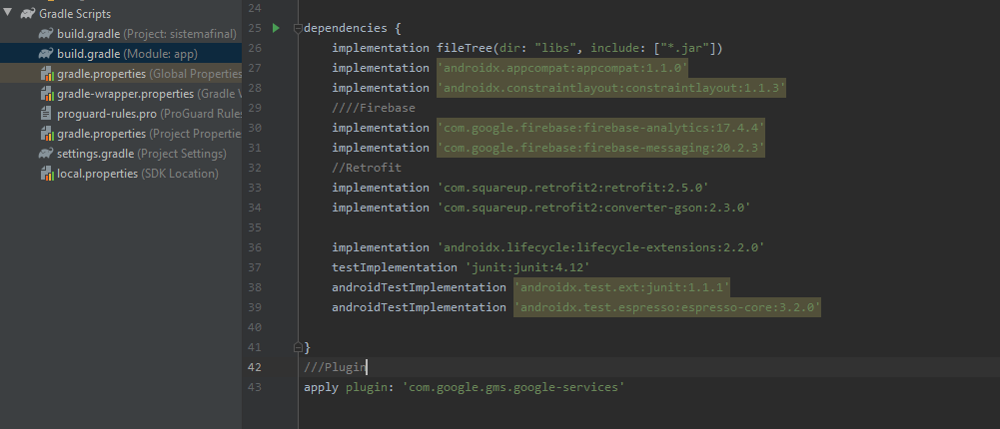 Gradle Scripts
build.gradle (Project: sistemafinal)
build.gradle (Module: app)
gradle.properties (Global Properties
gradle-wrapper.properties (Gradle
proguard-rules.pro (ProGuard Rules
gradle.properties (Project Propertie
settings.gradle (Project Settings)
local.properties (SDK Location)
24
25 dependencies {
26 implementation fileTree(dir: "libs", include: ["*.jar"])
27 implementation 'androidx.appcompat:appcompat:1.1.0'
28 implementation 'androidx.constraintlayout:constraintlayout:1.1.3'
29 ////Firebase
30 implementation 'com.google.firebase:firebase-analytics:17.4.4'
31 implementation 'com.google.firebase:firebase-messaging:20.2.3'
32 //Retrofit
33 implementation 'com.squareup.retrofit2:retrofit:2.5.0'
34 implementation 'com.squareup.retrofit2:converter-gson:2.3.0'
35
36 implementation 'androidx.lifecycle:lifecycle-extensions:2.2.0'
37 testImplementation 'junit:junit:4.12'
38 androidTestImplementation 'androidx.test.ext:junit:1.1.1'
39 androidTestImplementation 'androidx.test.espresso:espresso-core:3.2.0'
40
41 }
42 ///Plugin
43 apply plugin: 'com.google.gms.google-services'